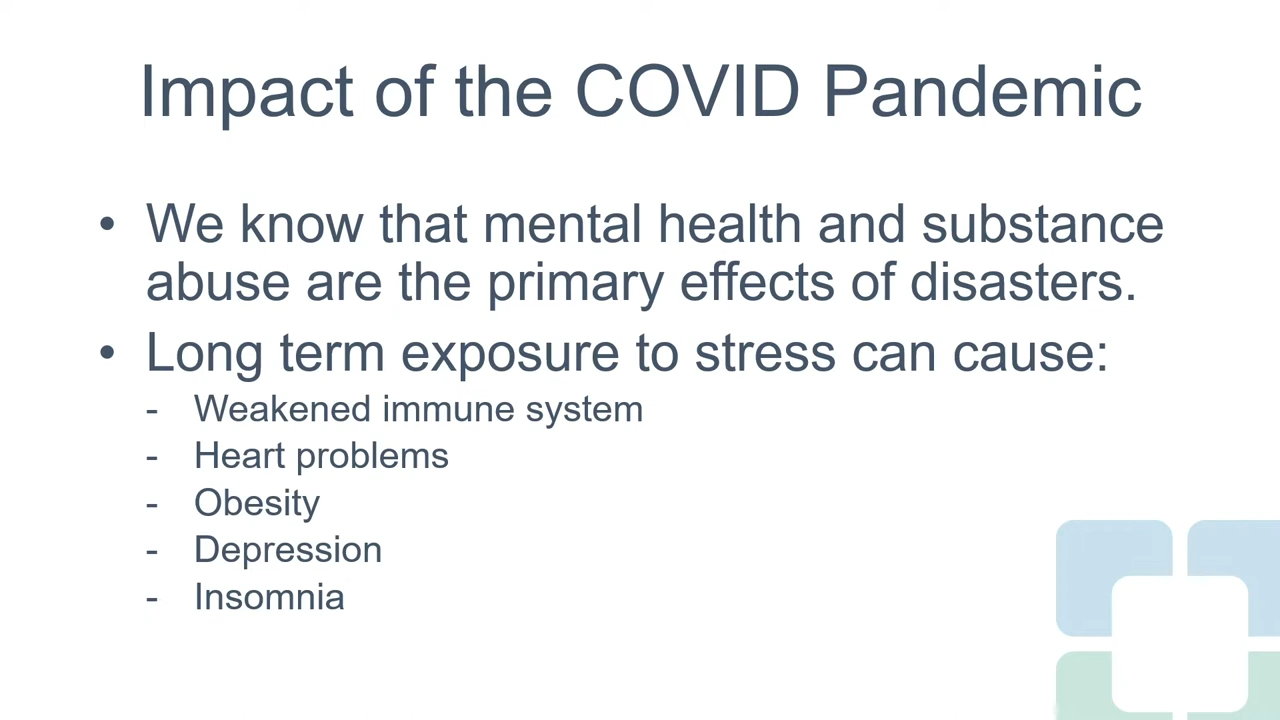 Impact of the COVID Pandemic
• We know that mental health and substance
abuse are the primary effects of disasters.
• Long term exposure to stress can cause:
- Weakened immune system
- Heart problems
- Obesity
- Depression
- Insomnia